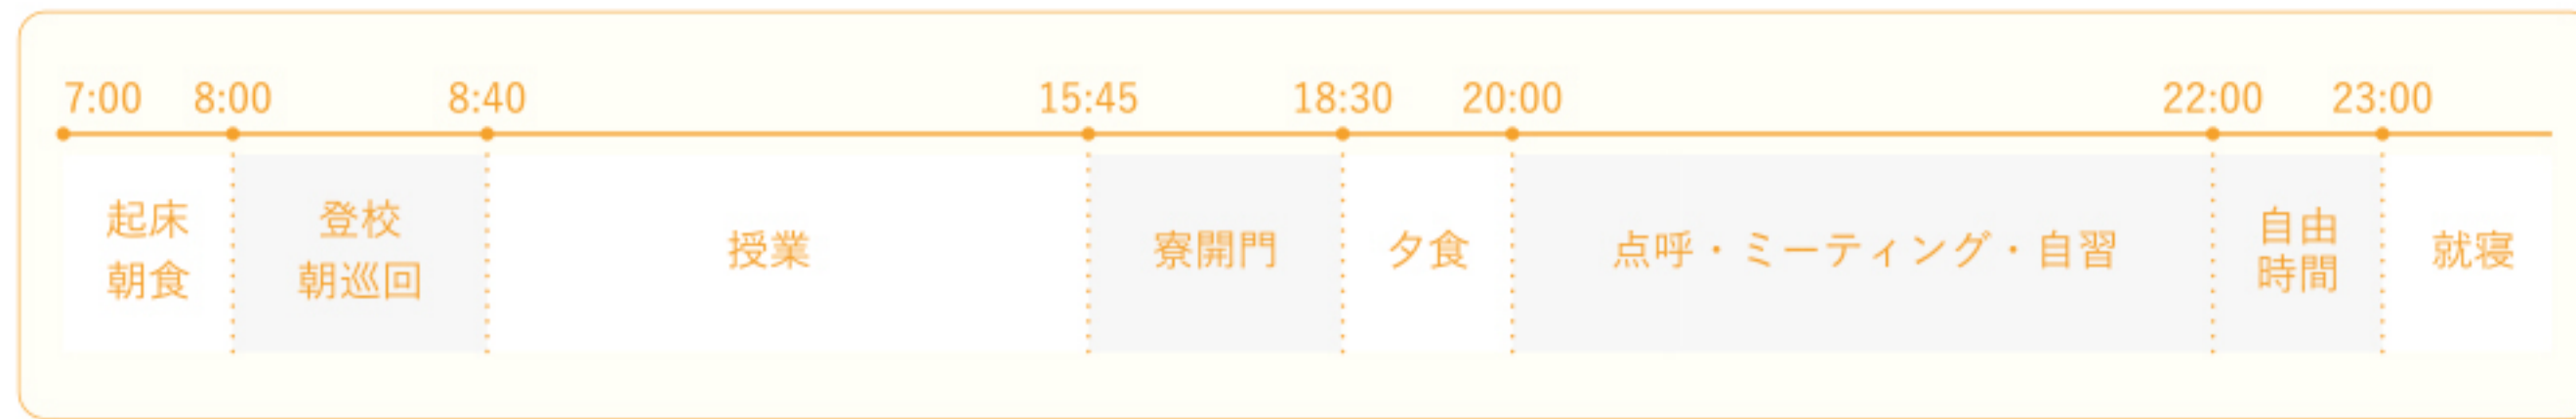 7:00 8:00 8:40 15:45 18:30 20:00 22:00 23:00
起床
朝食
登校
朝巡回
授業
寮開門
夕食
点呼・ミーティング・自習
自由
時間
就寝